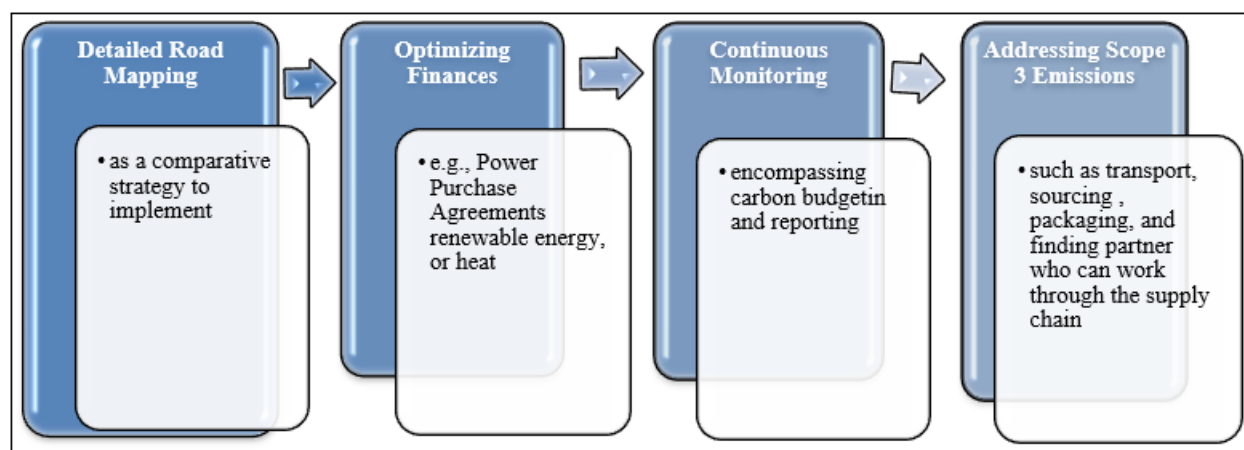 Detailed Road
Mapping
• as a comparative
strategy to
implement
Optimizing
Finances
• e.g., Power
Purchase
Agreements
renewable energy,
or heat
Continuous
Monitoring
• encompassing
carbon budgetin
and reporting
Addressing Scope
3 Emissions
• such as transport,
sourcing ,
packaging, and
finding partner
who can work
through the supply
chain